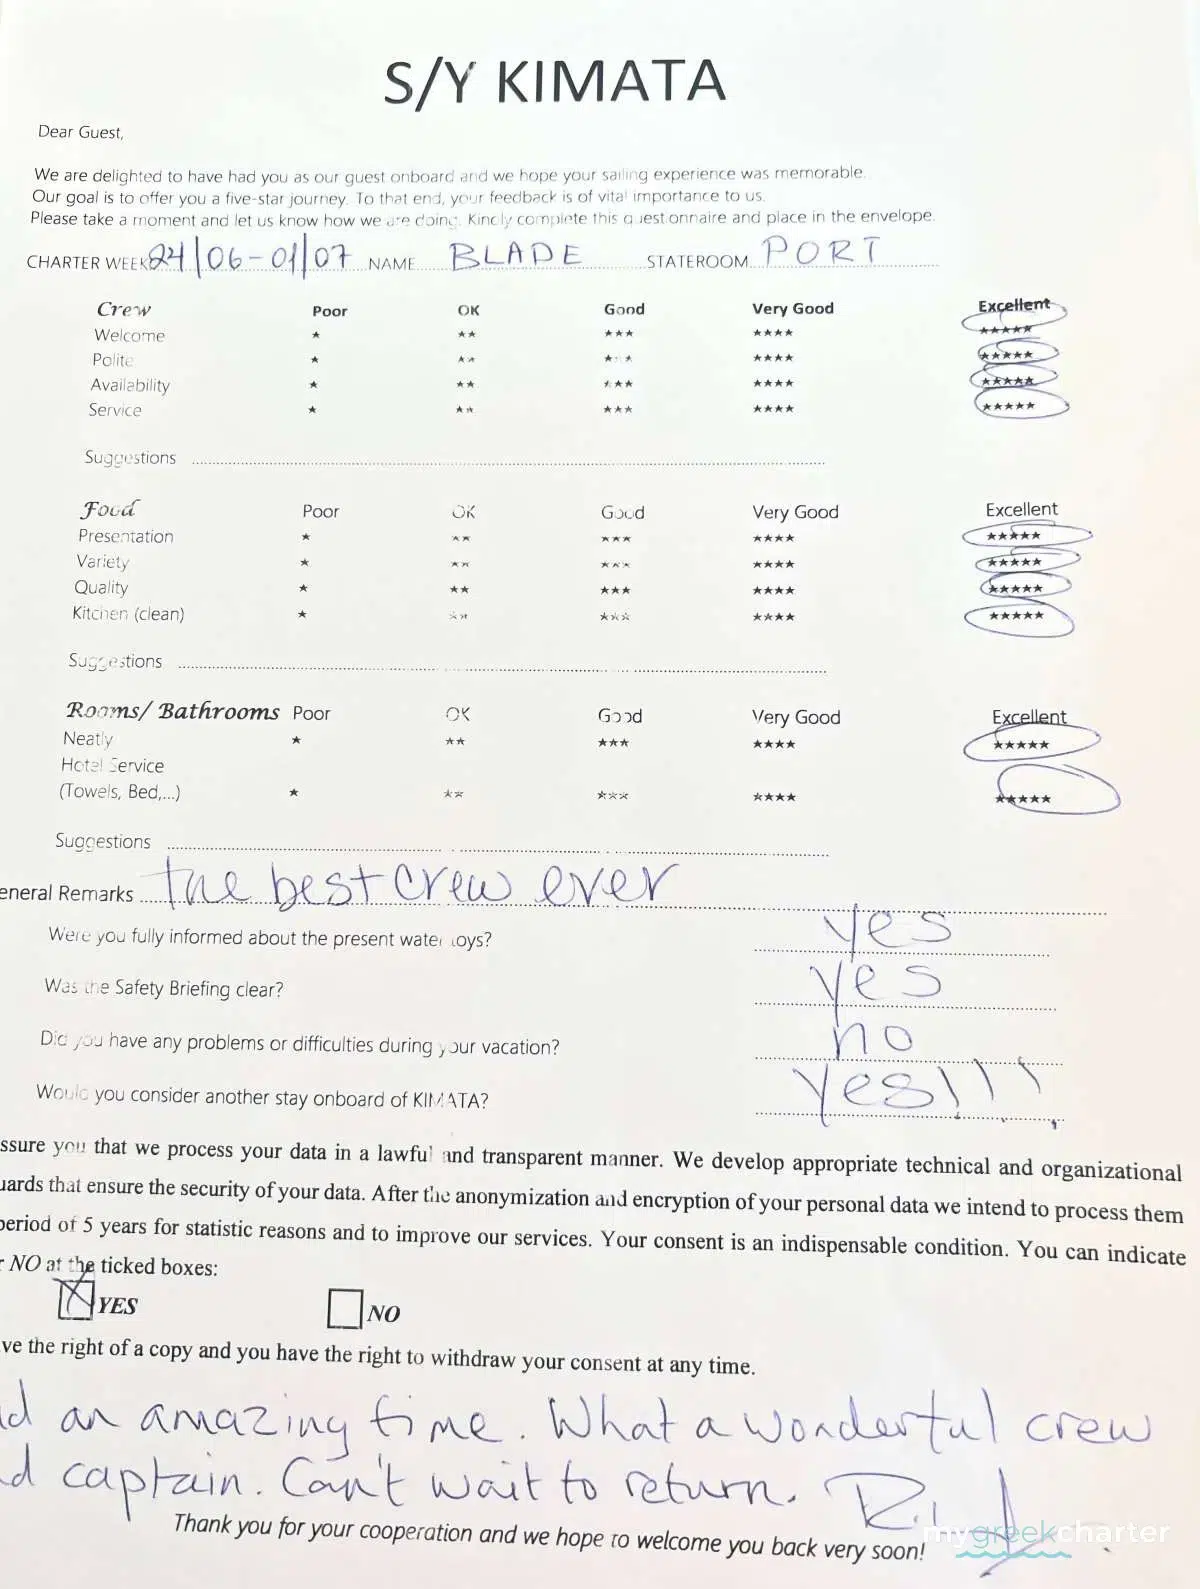 S/Y KIMATA
Dear Guest,
We are delighted to have had you as our guest onboard and we hope your sailing experience was memorable.
Our goal is to offer you a five-star journey. To that end, your feedback is of vital importance to us.
Please take a moment and let us know how we are doing. Kindly complete this questionnaire and place in the envelope.
CHARTER WEEK 24/06-01/07 NAME BLADE STATEROOM PORT
Crew Poor OK Good Very Good Excellent
Welcome ★ ★★ ★★★ ★★★★ ★★★★★
Polite ★ ★★ ★★★ ★★★★ ★★★★★
Availability ★ ★★ ★★★ ★★★★ ★★★★★
Service ★ ★★ ★★★ ★★★★ ★★★★★
Suggestions
Food Poor OK Good Very Good Excellent
Presentation ★ ★★ ★★★ ★★★★ ★★★★★
Variety ★ ★★ ★★★ ★★★★ ★★★★★
Quality ★ ★★ ★★★ ★★★★ ★★★★★
Kitchen (clean) ★ ★★ ★★★ ★★★★ ★★★★★
Suggestions
Rooms/ Bathrooms Poor OK Good Very Good Excellent
Neatly ★ ★★ ★★★ ★★★★ ★★★★★
Hotel Service
(Towels, Bed,...) ★ ★★ ★★★ ★★★★ ★★★★★
Suggestions
eneral Remarks the best crew ever
Were you fully informed about the present water toys? yes
Was the Safety Briefing clear? yes
Did you have any problems or difficulties during your vacation? no
Would you consider another stay onboard of KIMATA? yes!!!!
ssure you that we process your data in a lawful and transparent manner. We develop appropriate technical and organizational
uards that ensure the security of your data. After the anonymization and encryption of your personal data we intend to process them
period of 5 years for statistic reasons and to improve our services. Your consent is an indispensable condition. You can indicate
r NO at the ticked boxes:
YES NO
ve the right of a copy and you have the right to withdraw your consent at any time.
d an amazing time. What a wonderful crew
d captain. Can't wait to return.
Thank you for your cooperation and we hope to welcome you back very soon!
mygreekcharter